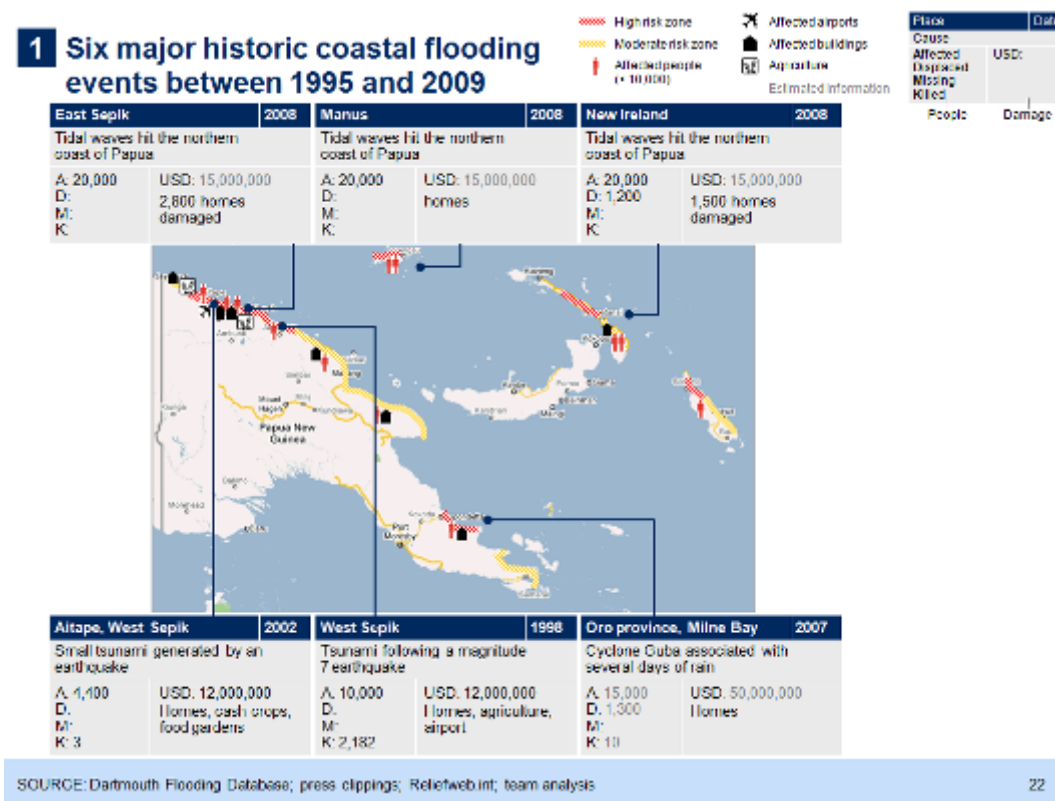 1 Six major historic coastal flooding
events between 1995 and 2009
High risk zone
Moderate risk zone
Affected people
(× 10,000)
Affected airports
Affected buildings
Agriculture
Estimated information
Place
Cause
Affected
Displaced
Missing
Killed
USD:
People Damage
East Sepik 2008
Tidal waves hit the northern
coast of Papua
A: 20,000
D:
M:
K:
USD: 15,000,000
2,800 homes
damaged
Manus 2008
Tidal waves hit the northern
coast of Papua
A: 20,000
D:
M:
K:
USD: 15,000,000
homes
New Ireland 2008
Tidal waves hit the northern
coast of Papua
A: 20,000
D: 1,200
M:
K:
USD: 15,000,000
1,500 homes
damaged
Mount
Hagen
Papua New
Guinea
Port
Moresby
Aitape, West Sepik 2002
Small tsunami generated by an
earthquake
A: 4,400
D:
M:
K: 3
USD: 12,000,000
Homes, cash crops,
food gardens
West Sepik 1998
Tsunami following a magnitude
7 earthquake
A: 10,000
D:
M:
K: 2,182
USD: 12,000,000
Homes, agriculture,
airport
Oro province, Milne Bay 2007
Cyclone Guba associated with
several days of rain
A: 15,000
D: 1,300
M:
K: 10
USD: 50,000,000
Homes
SOURCE: Dartmouth Flooding Database; press clippings; Reliefweb.int; team analysis
22